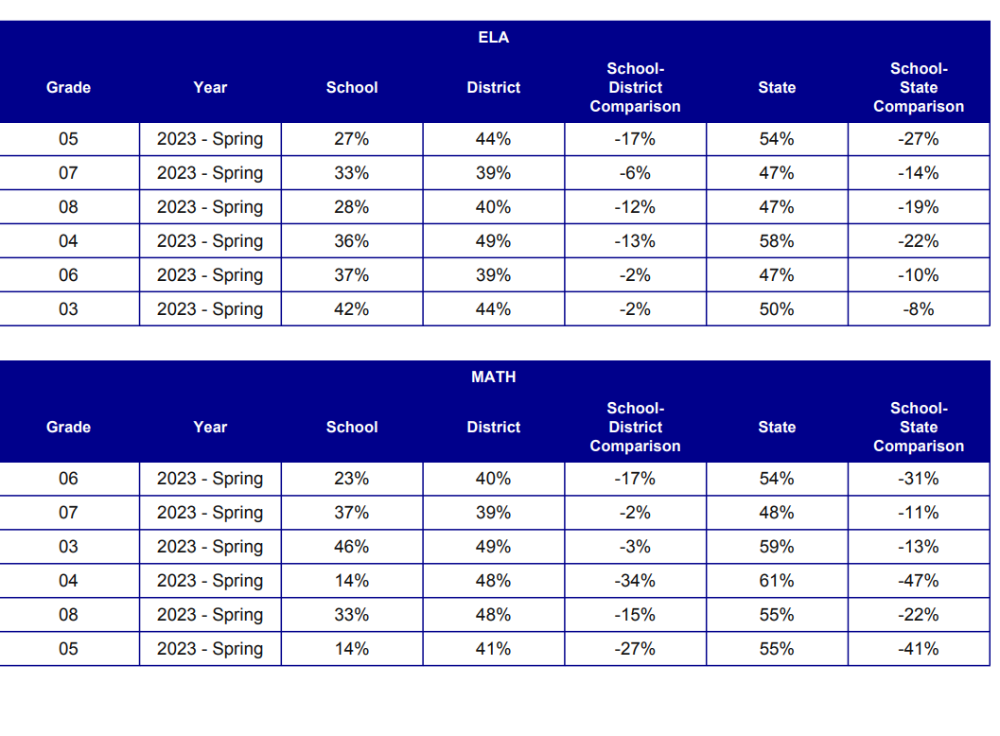 ELA
Grade Year School District School-District Comparison State School-State Comparison
05 2023 - Spring 27% 44% -17% 54% -27%
07 2023 - Spring 33% 39% -6% 47% -14%
08 2023 - Spring 28% 40% -12% 47% -19%
04 2023 - Spring 36% 49% -13% 58% -22%
06 2023 - Spring 37% 39% -2% 47% -10%
03 2023 - Spring 42% 44% -2% 50% -8%
MATH
Grade Year School District School-District Comparison State School-State Comparison
06 2023 - Spring 23% 40% -17% 54% -31%
07 2023 - Spring 37% 39% -2% 48% -11%
03 2023 - Spring 46% 49% -3% 59% -13%
04 2023 - Spring 14% 48% -34% 61% -47%
08 2023 - Spring 33% 48% -15% 55% -22%
05 2023 - Spring 14% 41% -27% 55% -41%